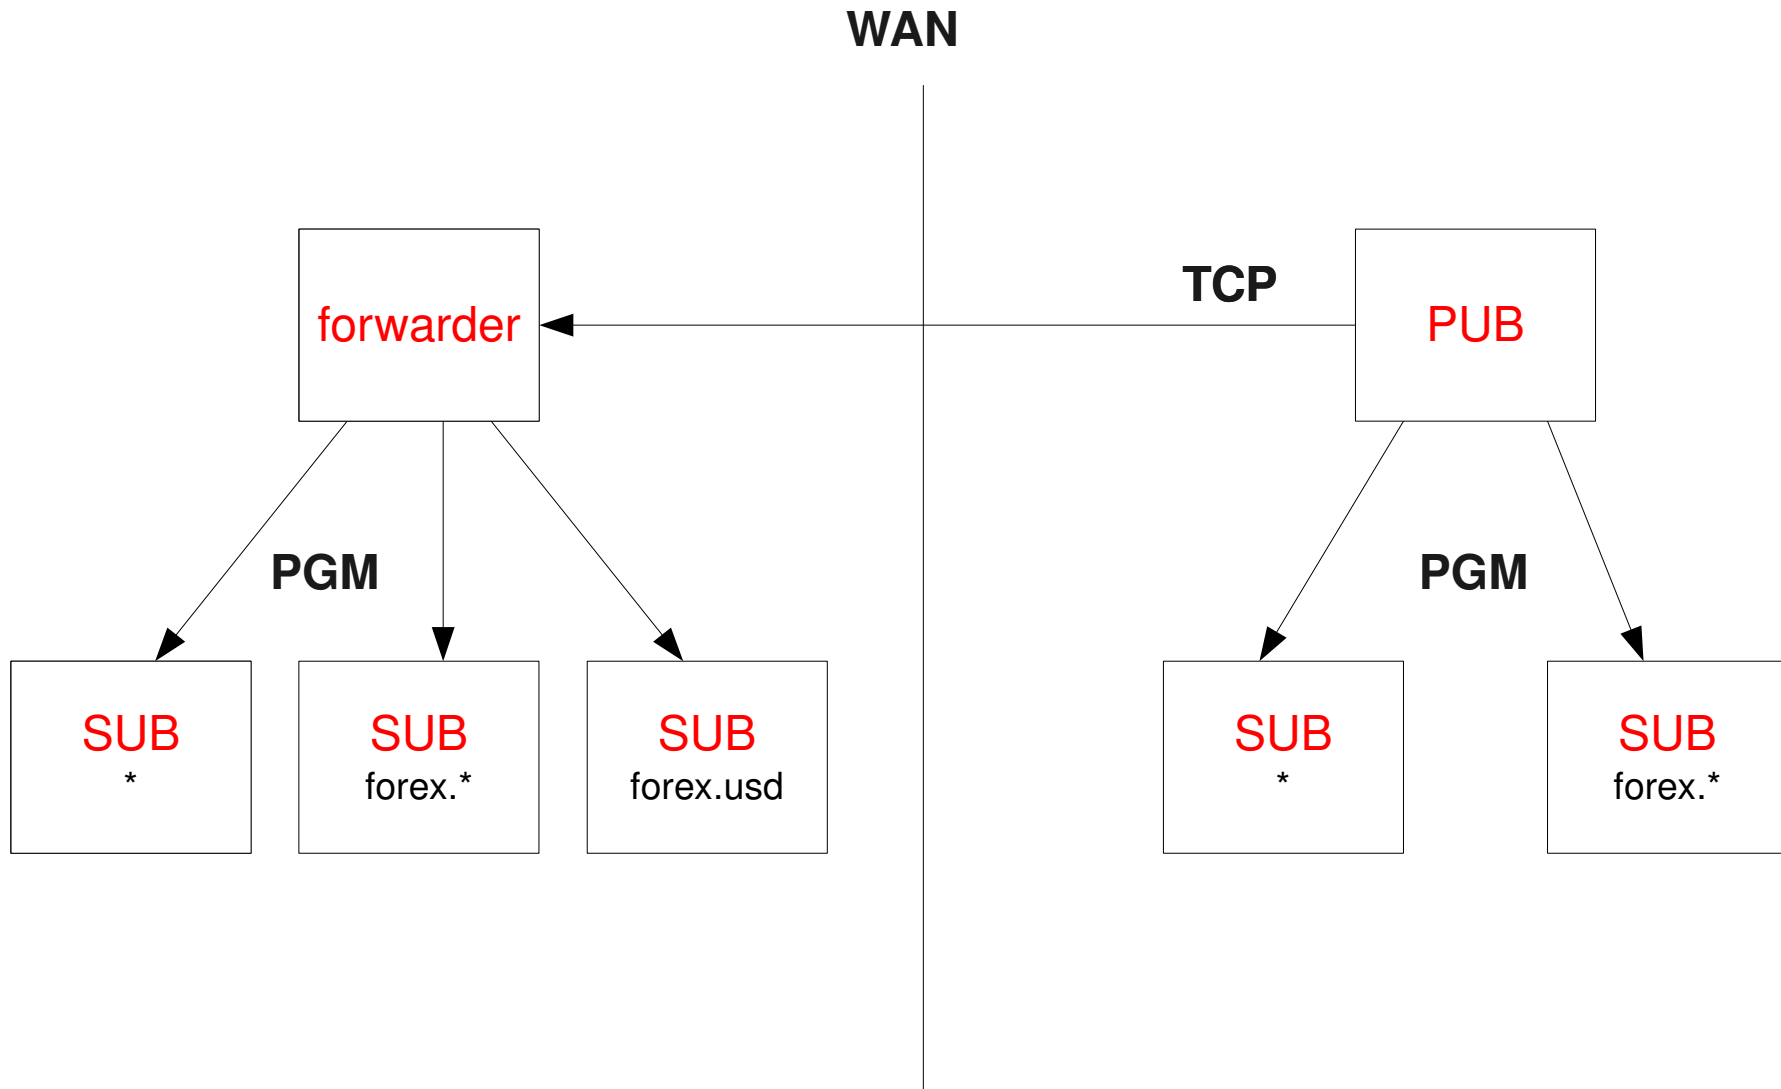 WAN
TCP
forwarder
PUB
PGM
PGM
SUB
*
SUB
forex.*
SUB
forex.usd
SUB
*
SUB
forex.*